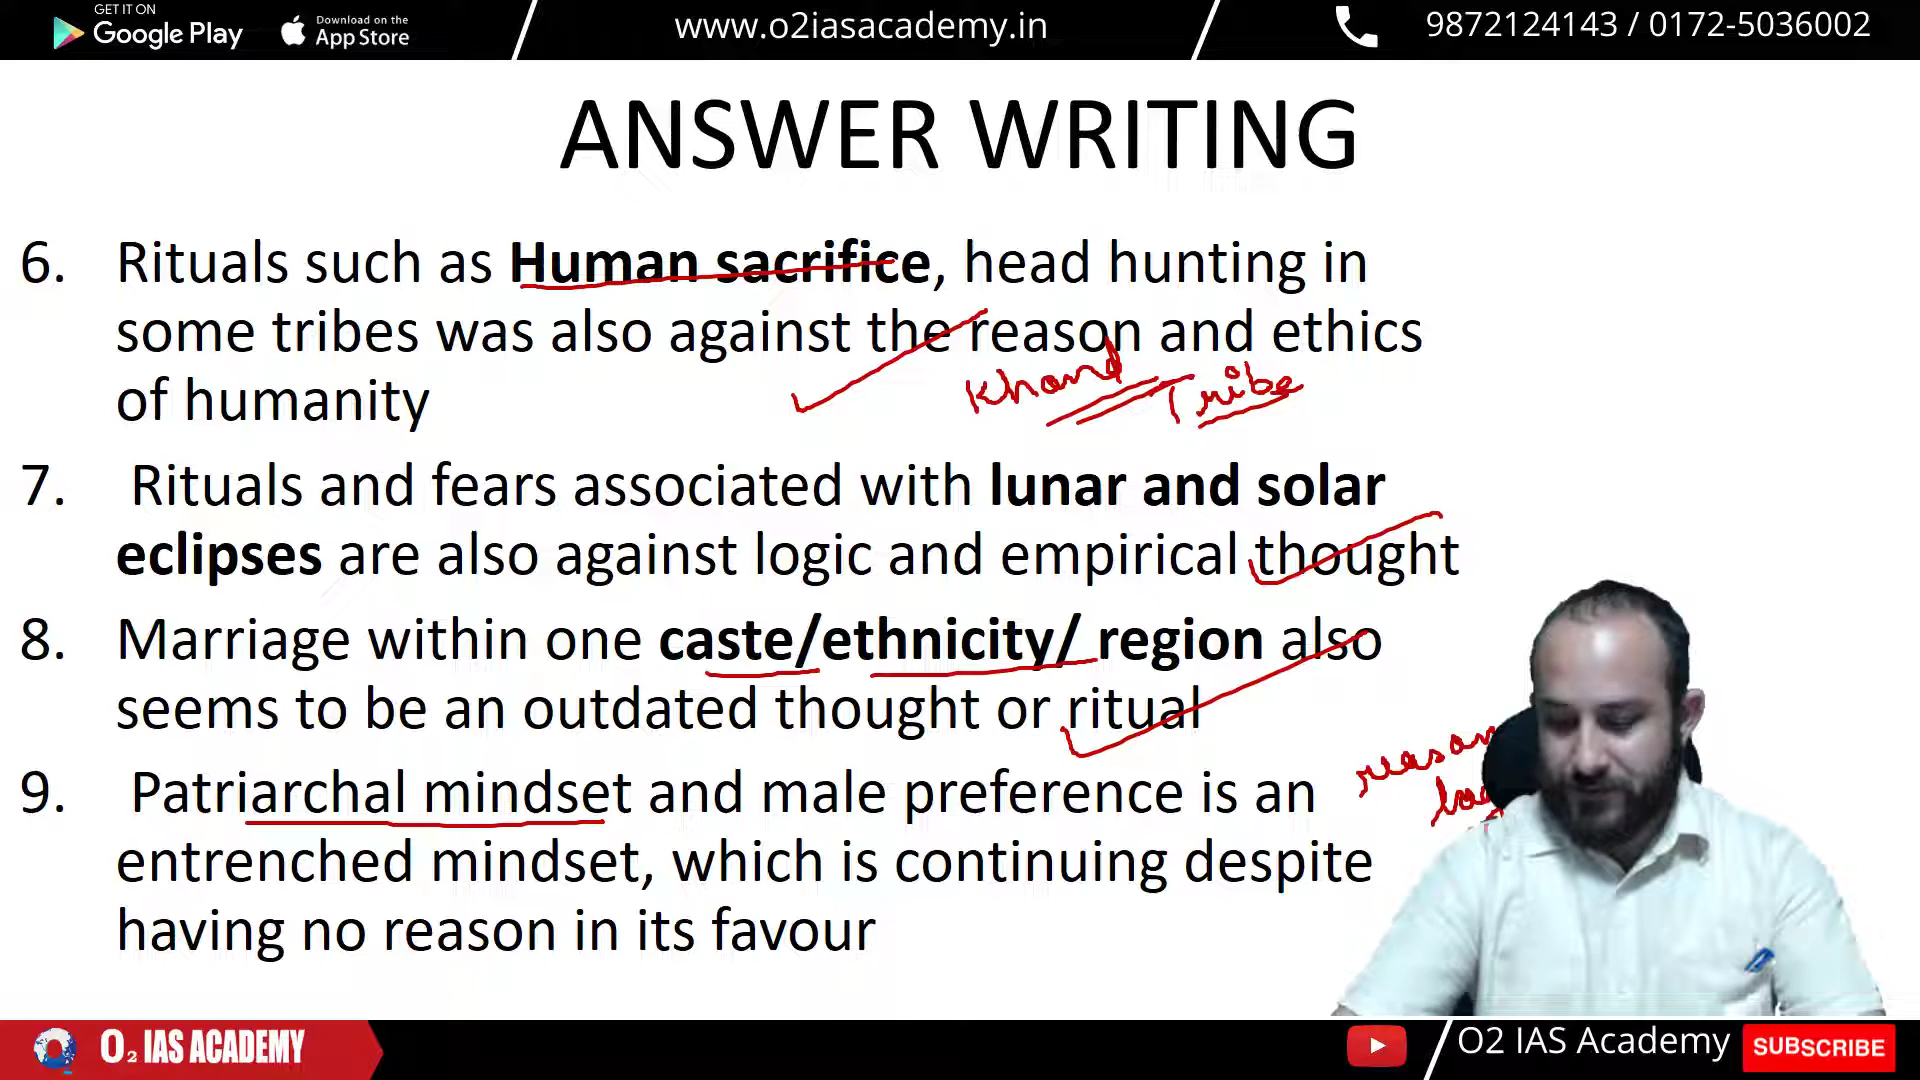 GET IT ON
Google Play
Download on the
App Store
www.o2iasacademy.in
9872124143 / 0172-5036002
ANSWER WRITING
6. Rituals such as Human sacrifice, head hunting in
some tribes was also against the reason and ethics
of humanity
Khand Tribe
7. Rituals and fears associated with lunar and solar
eclipses are also against logic and empirical thought
8. Marriage within one caste/ethnicity/ region also
seems to be an outdated thought or ritual
reason
9. Patriarchal mindset and male preference is an
entrenched mindset, which is continuing despite
having no reason in its favour
O2 IAS ACADEMY
O2 IAS Academy
SUBSCRIBE